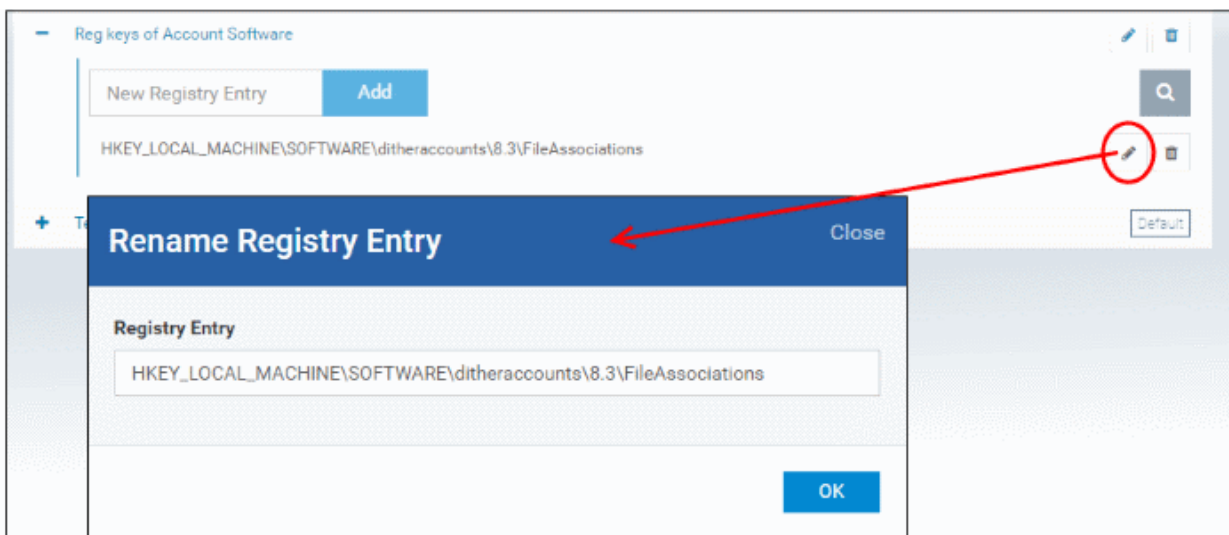 Reg keys of Account Software
New Registry Entry Add
HKEY_LOCAL_MACHINE\SOFTWARE\ditheraccounts\8.3\FileAssociations
Default
Rename Registry Entry Close
Registry Entry
HKEY_LOCAL_MACHINE\SOFTWARE\ditheraccounts\8.3\FileAssociations
OK